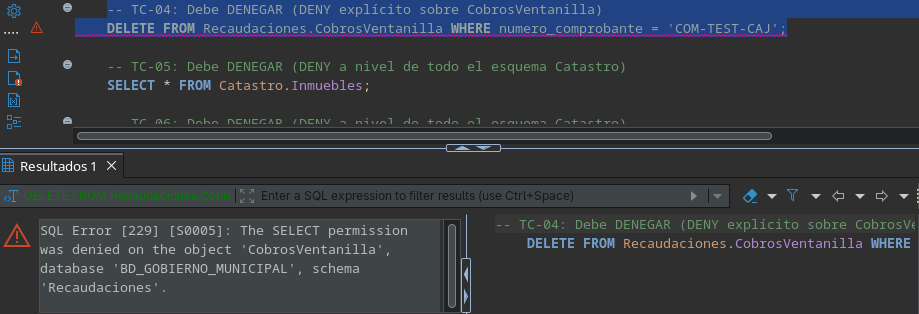 -- TC-04: Debe DENEGAR (DENY explícito sobre CobrosVentanilla)
DELETE FROM Recaudaciones.CobrosVentanilla WHERE numero_comprobante = 'COM-TEST-CAJ';
-- TC-05: Debe DENEGAR (DENY a nivel de todo el esquema Catastro)
SELECT * FROM Catastro.Inmuebles;
-- TC-06: Debe DENEGAR (DENY a nivel de todo el esquema Catastro)
Resultados 1
DELETE FROM Recaudaciones.Cobr
Enter a SQL expression to filter results (use Ctrl+Space)
SQL Error [229] [S0005]: The SELECT permission
was denied on the object 'CobrosVentanilla',
database 'BD_GOBIERNO_MUNICIPAL', schema
'Recaudaciones'.
-- TC-04: Debe DENEGAR (DENY explícito sobre CobrosVe
DELETE FROM Recaudaciones.CobrosVentanilla WHERE